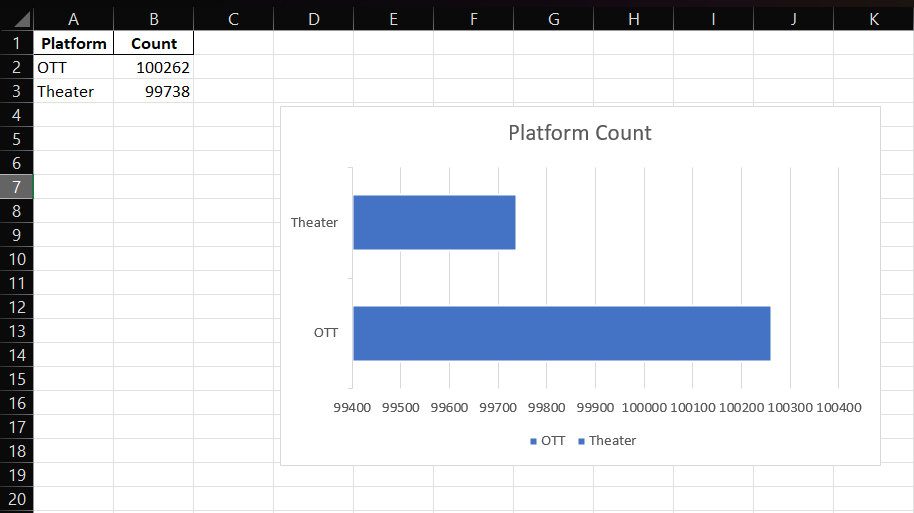 A B C D E F G H I J K
1 Platform Count
2 OTT 100262
3 Theater 99738
4
5
6
7
8
9
10
11
12
13
14
15
16
17
18
19
20
Platform Count
Theater
OTT
99400 99500 99600 99700 99800 99900 100000 100100 100200 100300 100400
OTT Theater